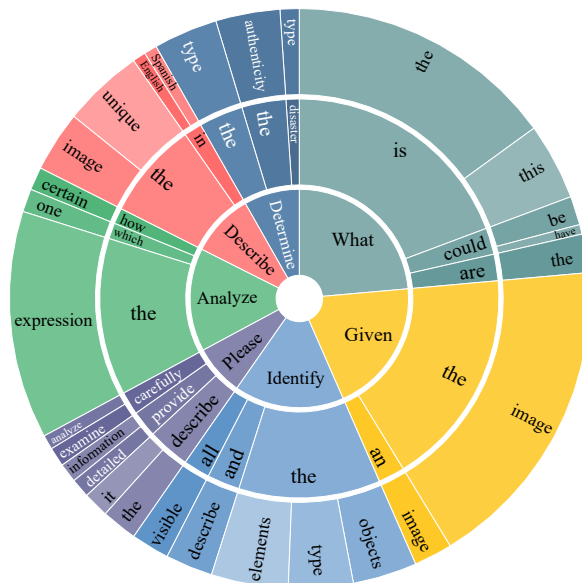 What
is
the
this
could
be
have
are
the
Given
the
image
an
image
Identify
the
objects
type
elements
and
describe
all
visible
Please
describe
the
it
provide
detailed
information
carefully
examine
analyze
Analyze
the
expression
which
one
how
certain
Describe
the
image
unique
in
English
Spanish
Determine
the
type
the
authenticity
disaster
type